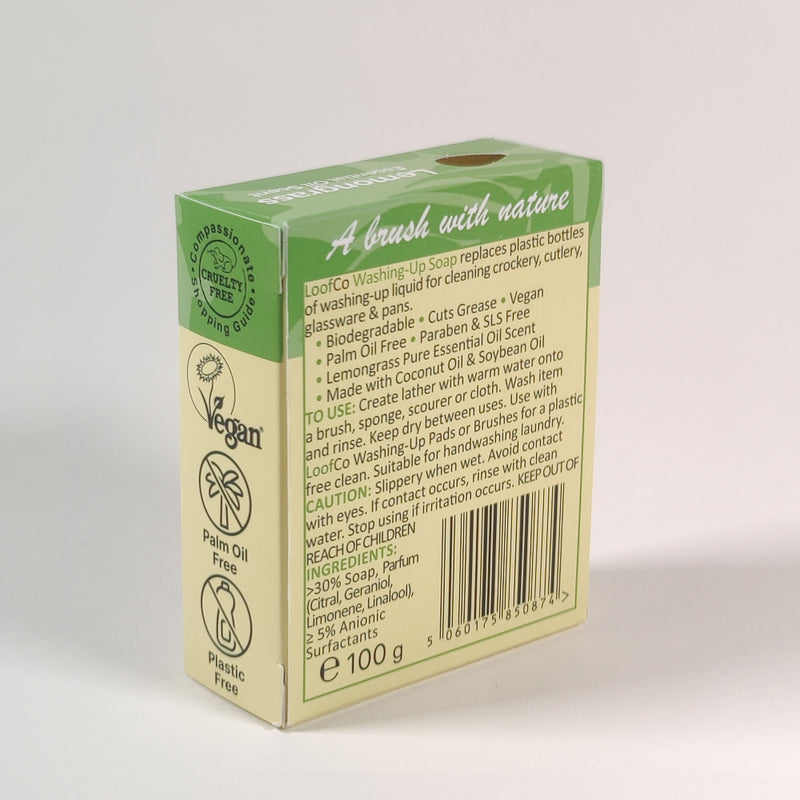 Lemongrass
Essential Oil Scent
A brush with nature
LoofCo Washing-Up Soap replaces plastic bottles
of washing-up liquid for cleaning crockery, cutlery,
glassware & pans.
• Biodegradable • Cuts Grease • Vegan
• Palm Oil Free • Paraben & SLS Free
• Lemongrass Pure Essential Oil Scent
• Made with Coconut Oil & Soybean Oil
TO USE: Create lather with warm water onto
a brush, sponge, scourer or cloth. Wash item
and rinse. Keep dry between uses. Use with
LoofCo Washing-Up Pads or Brushes for a plastic
free clean. Suitable for handwashing laundry.
CAUTION: Slippery when wet. Avoid contact
with eyes. If contact occurs, rinse with clean
water. Stop using if irritation occurs. KEEP OUT OF
REACH OF CHILDREN
INGREDIENTS:
>30% Soap, Parfum
(Citral, Geraniol,
Limonene, Linalool),
≥ 5% Anionic
Surfactants
℮ 100 g
5 060175 850874 >
• Compassionate •
Shopping Guide
CRUELTY
FREE
Vegan
Palm Oil
Free
Plastic
Free